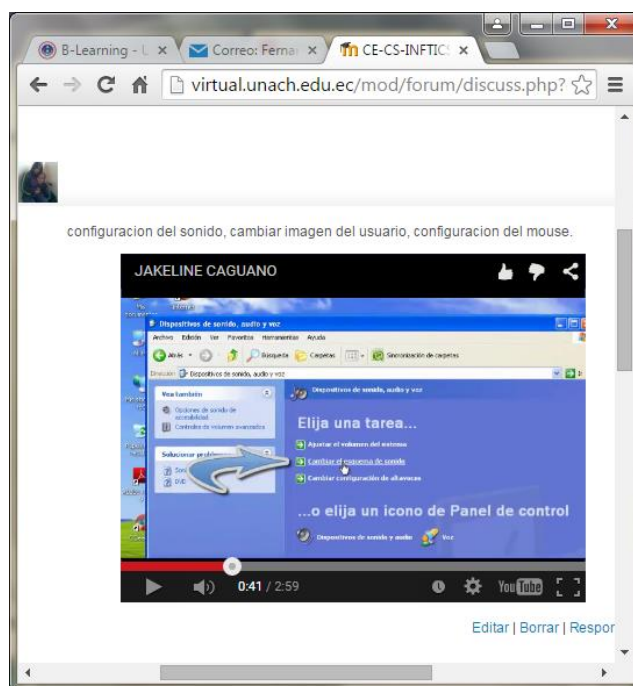 B-Learning - L
Correo: Fernar
CE-CS-INFTICS
virtual.unach.edu.ec/mod/forum/discuss.php?
configuracion del sonido, cambiar imagen del usuario, configuracion del mouse.
JAKELINE CAGUANO
Dispositivos de sonido, audio y voz
Archivo Edición Ver Favoritos Herramientas Ayuda
Atrás Búsqueda Carpetas Sincronización de carpetas
Dirección Dispositivos de sonido, audio y voz
Vea también
Dispositivos de sonido, audio y voz
Opciones de sonido de accesibilidad
Controles de volumen avanzados
Elija una tarea...
Ajustar el volumen del sistema
Solucionar
Cambiar el esquema de sonido
DVD
Cambiar configuración de altavoces
...o elija un icono de Panel de control
Dispositivos de sonido y audio Voz
0:41 / 2:59
YouTube
Editar | Borrar | Respor